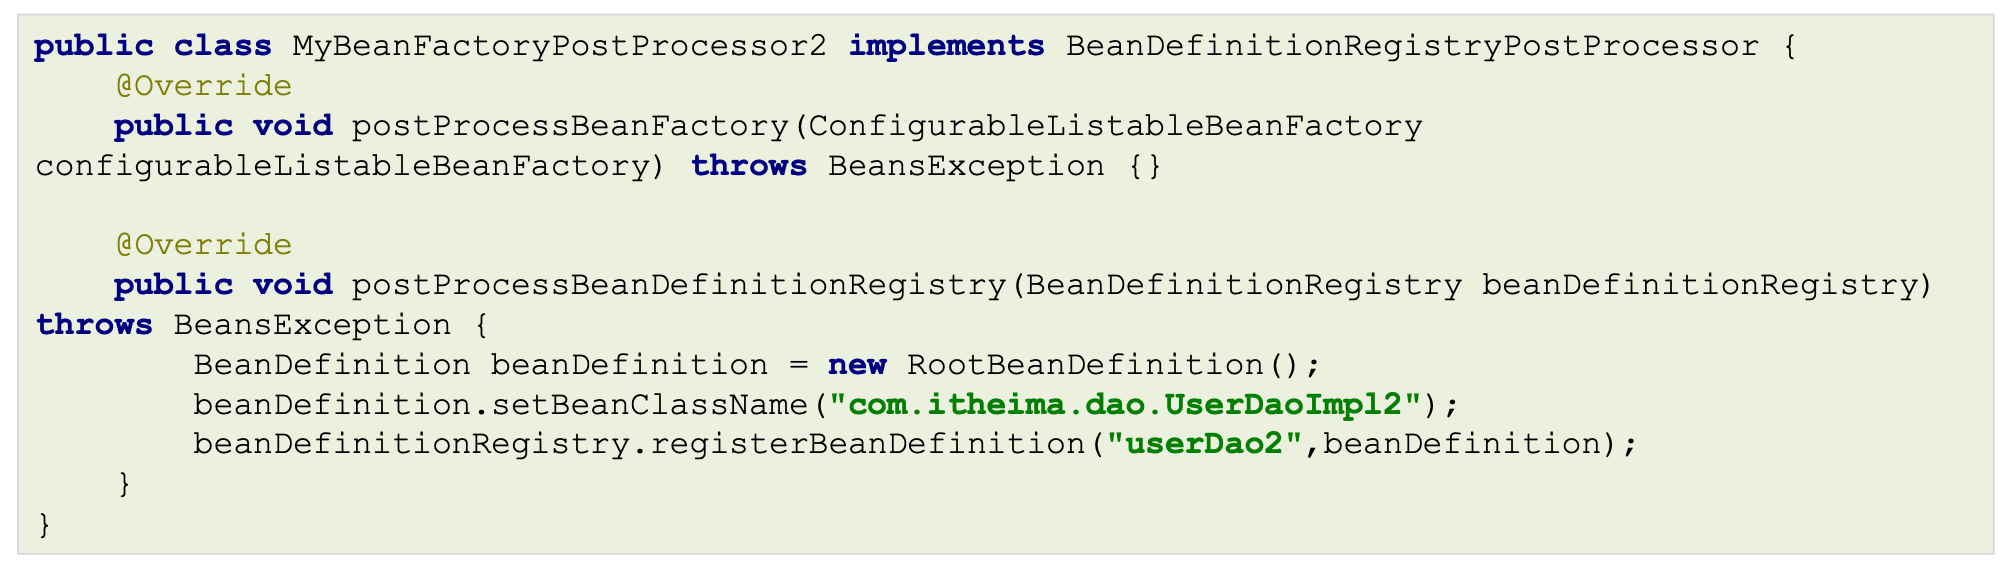 public class MyBeanFactoryPostProcessor2 implements BeanDefinitionRegistryPostProcessor {
    @Override
    public void postProcessBeanFactory(ConfigurableListableBeanFactory
configurableListableBeanFactory) throws BeansException {}

    @Override
    public void postProcessBeanDefinitionRegistry(BeanDefinitionRegistry beanDefinitionRegistry)
throws BeansException {
        BeanDefinition beanDefinition = new RootBeanDefinition();
        beanDefinition.setBeanClassName("com.itheima.dao.UserDaoImpl2");
        beanDefinitionRegistry.registerBeanDefinition("userDao2",beanDefinition);
    }
}